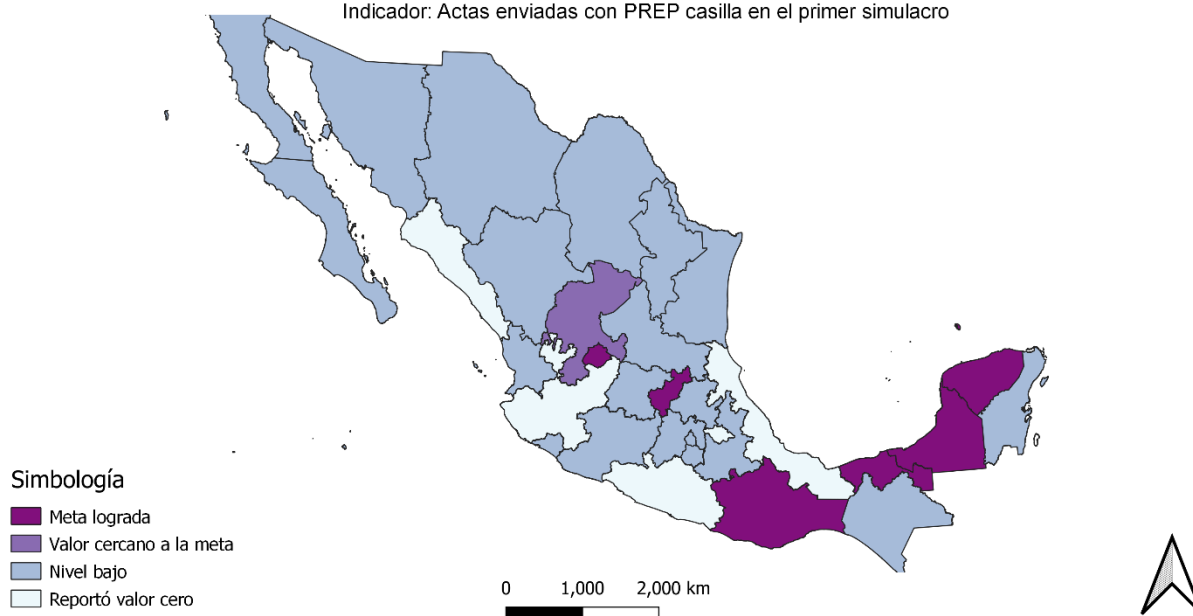 Indicador: Actas enviadas con PREP casilla en el primer simulacro
Simbología
Meta lograda
Valor cercano a la meta
Nivel bajo
Reportó valor cero
0 1,000 2,000 km